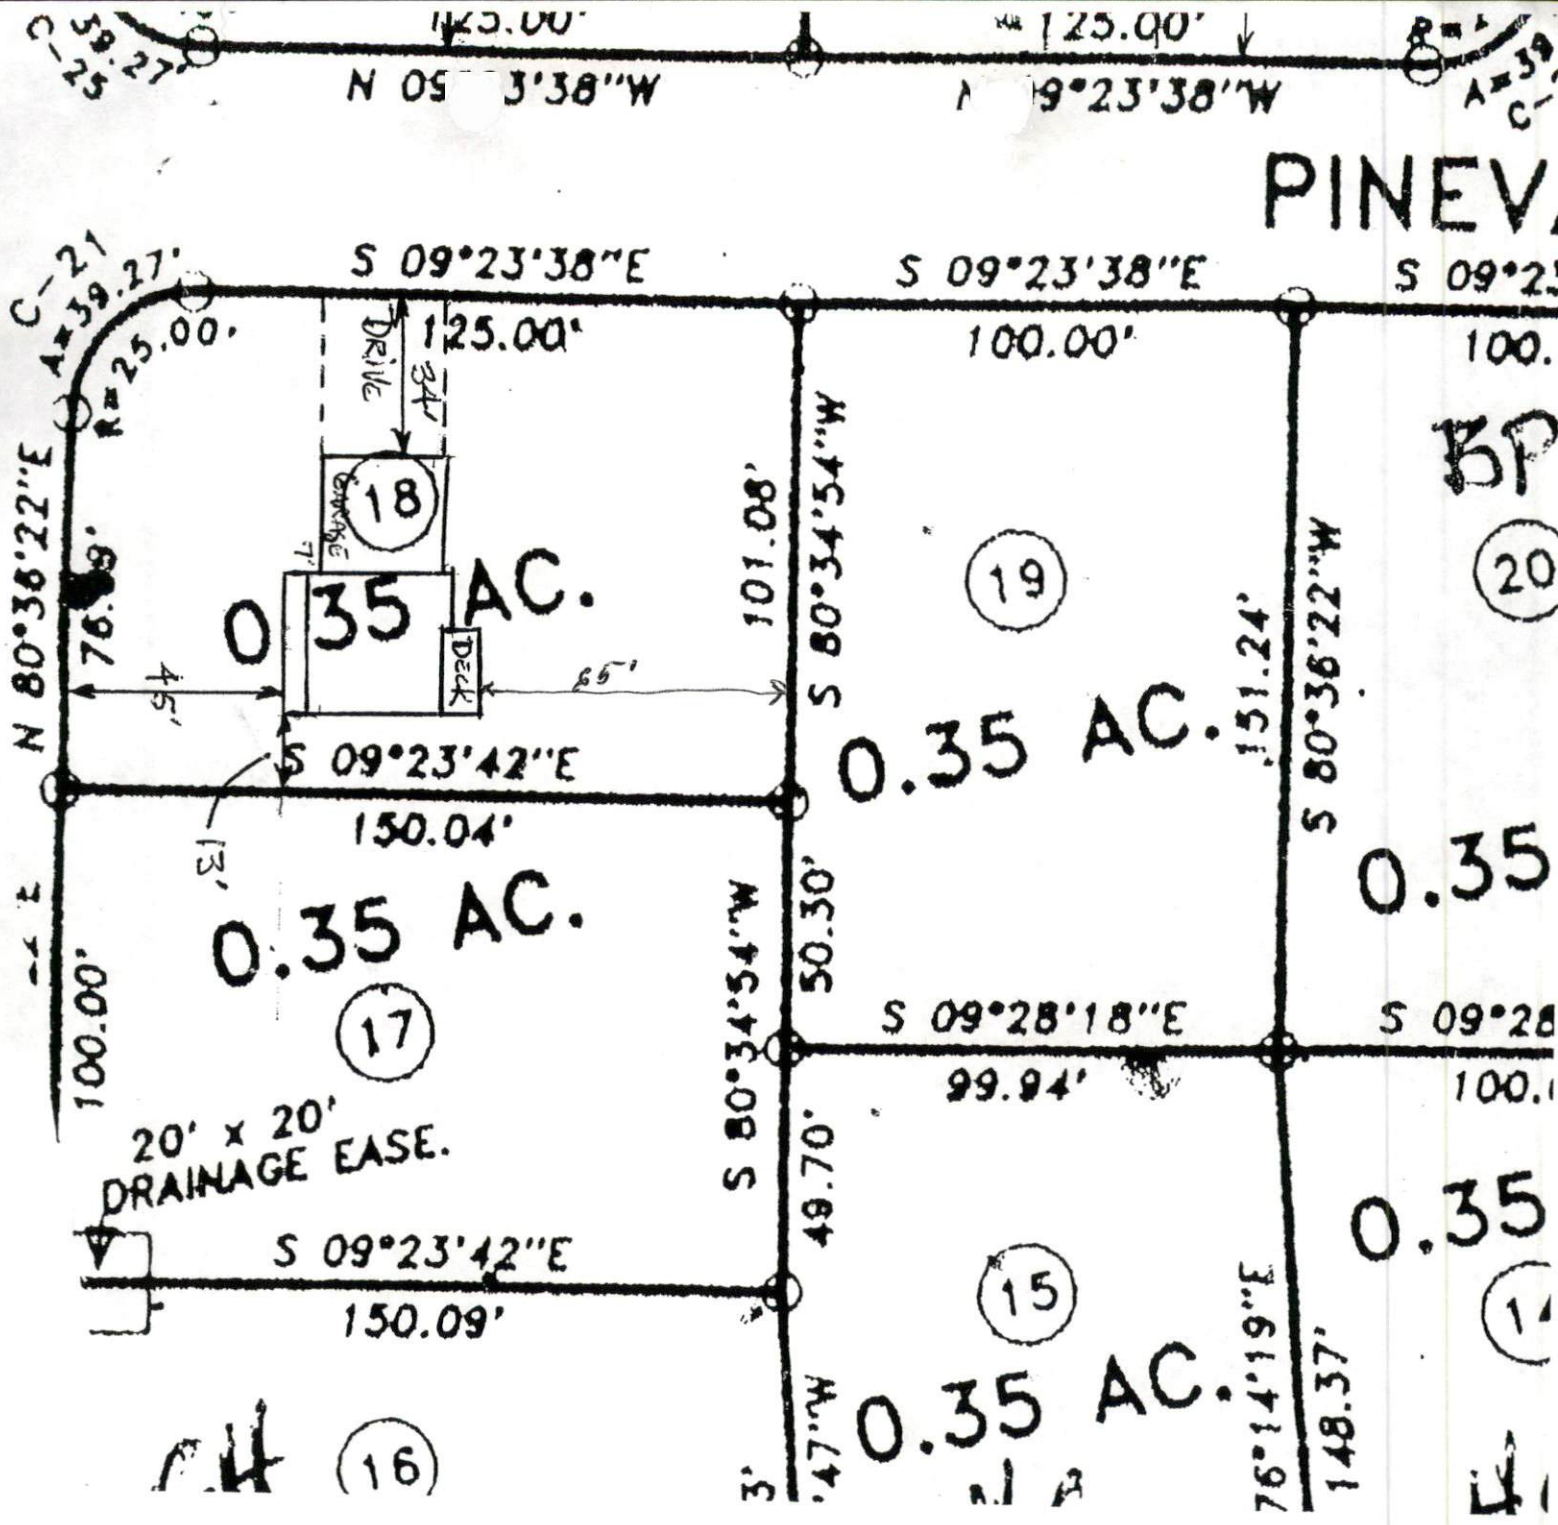 125.00'
125.00'
39.27'
C-25
N 09 3'38"W
9°23'38"W
PINEV
C-21
A=39.27'
R=25.00'
S 09°23'38"E
S 09°23'38"E
S 09°23
125.00'
100.00'
100.
DRIVE
34'
GARAGE
18
7'
0 35 AC.
DECK
45'
65'
13'
N 80°36'22"E
101.08'
S 80°34'54"W
19
0.35 AC.
151.24'
S 80°36'22"W
20
0.35
S 09°23'42"E
150.04'
0.35 AC.
17
100.00'
S 80°34'54"W
50.30'
49.70'
S 09°28'18"E
99.94'
S 09°28
100.
20' x 20'
DRAINAGE EASE.
S 09°23'42"E
150.09'
15
0.35 AC.
76°14'19"E
148.37'
0.35
16
3'
'47"W